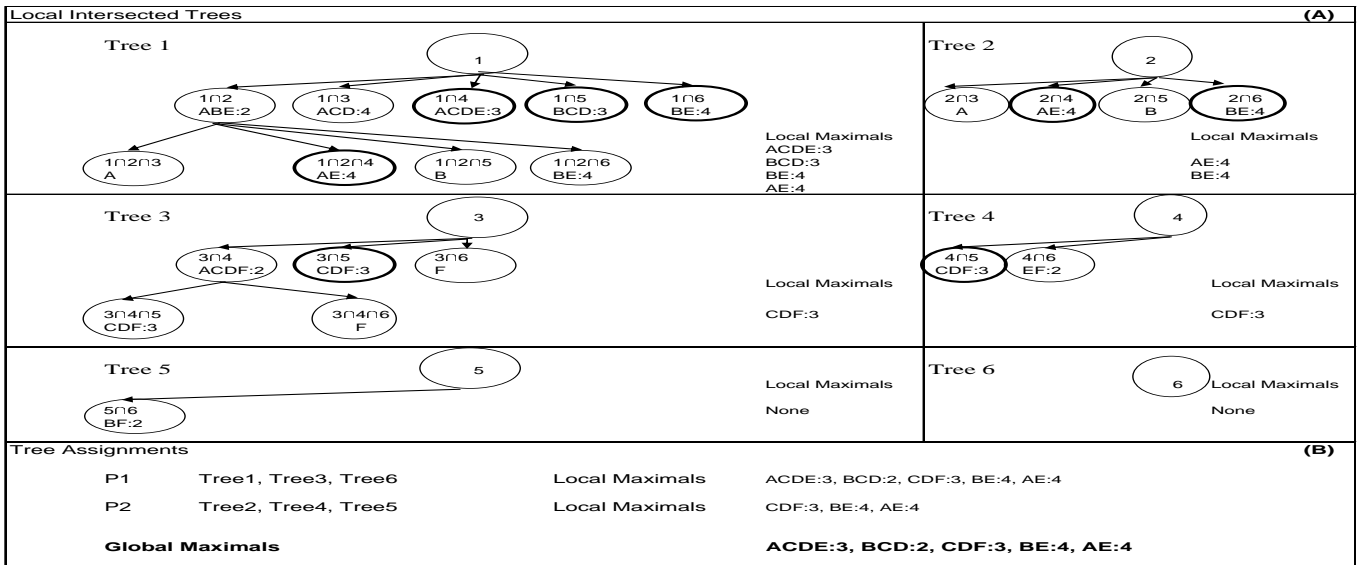 Local Intersected Trees (A)
Tree 1
1
1∩2
ABE:2
1∩3
ACD:4
1∩4
ACDE:3
1∩5
BCD:3
1∩6
BE:4
1∩2∩3
A
1∩2∩4
AE:4
1∩2∩5
B
1∩2∩6
BE:4
Local Maximals
ACDE:3
BCD:3
BE:4
AE:4
Tree 2
2
2∩3
A
2∩4
AE:4
2∩5
B
2∩6
BE:4
Local Maximals
AE:4
BE:4
Tree 3
3
3∩4
ACDF:2
3∩5
CDF:3
3∩6
F
3∩4∩5
CDF:3
3∩4∩6
F
Local Maximals
CDF:3
Tree 4
4
4∩5
CDF:3
4∩6
EF:2
Local Maximals
CDF:3
Tree 5
5
5∩6
BF:2
Local Maximals
None
Tree 6
6
Local Maximals
None
Tree Assignments (B)
P1 Tree1, Tree3, Tree6 Local Maximals ACDE:3, BCD:2, CDF:3, BE:4, AE:4
P2 Tree2, Tree4, Tree5 Local Maximals CDF:3, BE:4, AE:4
Global Maximals ACDE:3, BCD:2, CDF:3, BE:4, AE:4